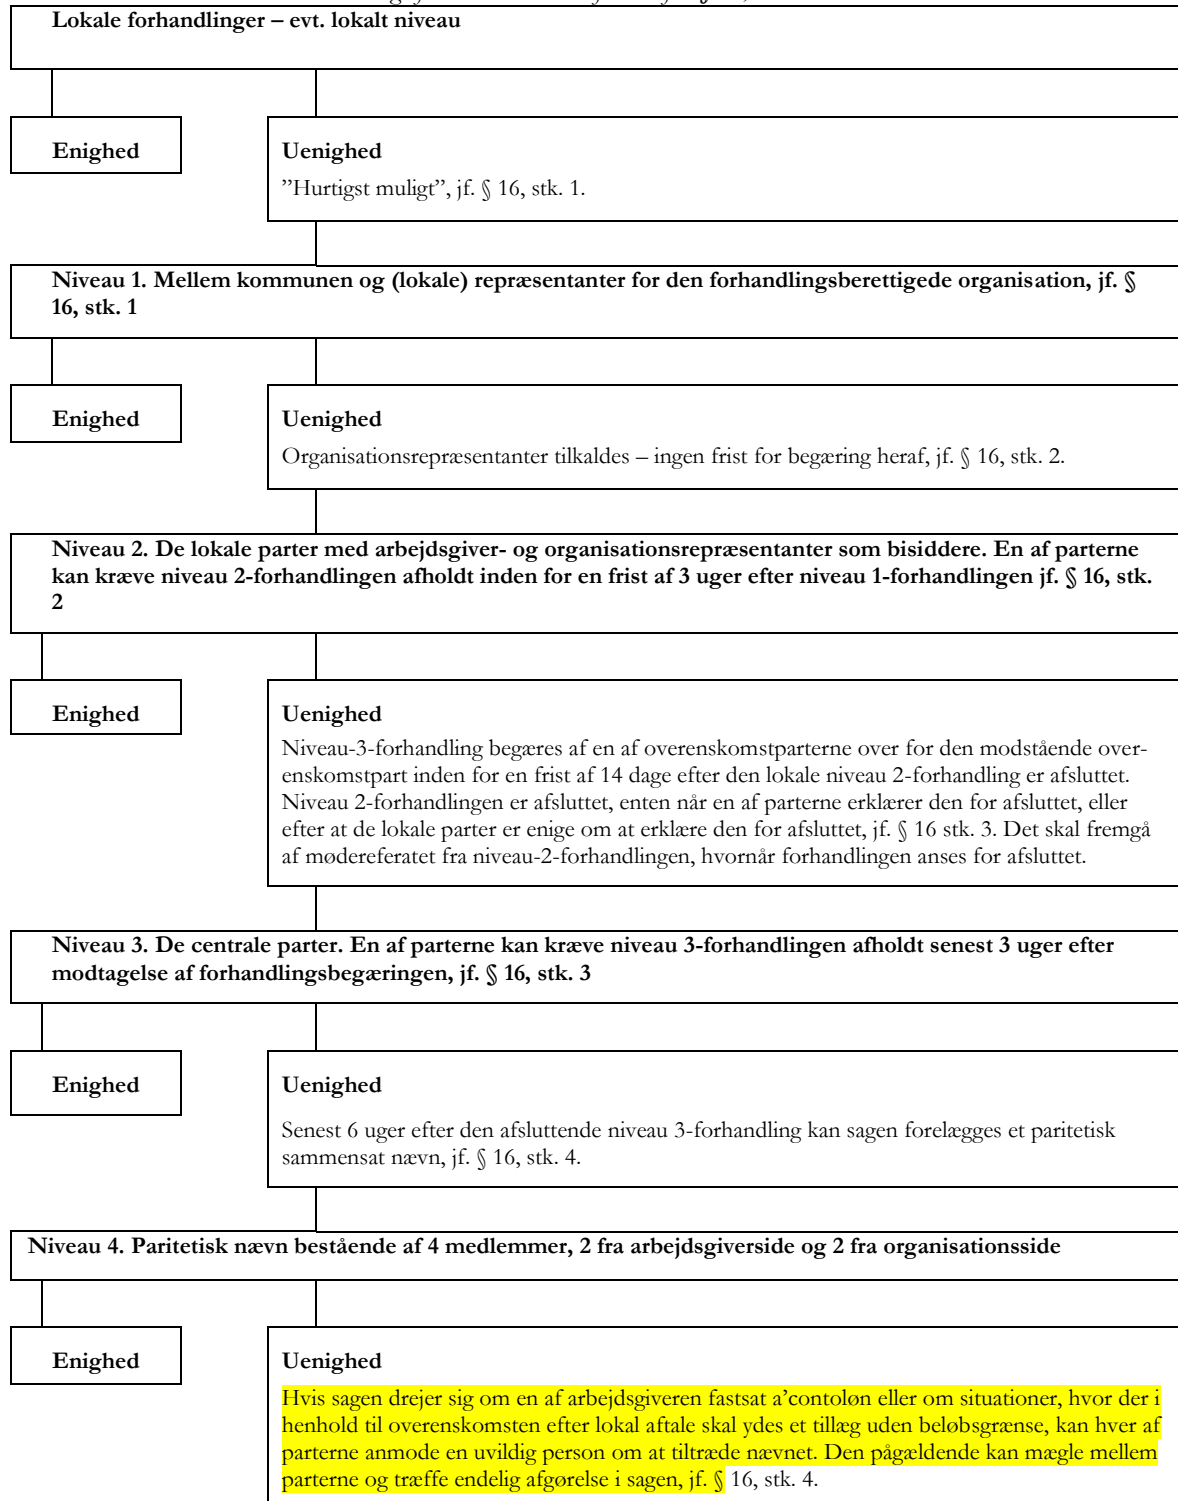 Lokale forhandlinger – evt. lokalt niveau
Enighed
Uenighed
”Hurtigst muligt”, jf. § 16, stk. 1.
Niveau 1. Mellem kommunen og (lokale) repræsentanter for den forhandlingsberettigede organisation, jf. §
16, stk. 1
Enighed
Uenighed
Organisationsrepræsentanter tilkaldes – ingen frist for begæring heraf, jf. § 16, stk. 2.
Niveau 2. De lokale parter med arbejdsgiver- og organisationsrepræsentanter som bisiddere. En af parterne
kan kræve niveau 2-forhandlingen afholdt inden for en frist af 3 uger efter niveau 1-forhandlingen jf. § 16, stk.
2
Enighed
Uenighed
Niveau-3-forhandling begæres af en af overenskomstparterne over for den modstående over-
enskomstpart inden for en frist af 14 dage efter den lokale niveau 2-forhandling er afsluttet.
Niveau 2-forhandlingen er afsluttet, enten når en af parterne erklærer den for afsluttet, eller
efter at de lokale parter er enige om at erklære den for afsluttet, jf. § 16 stk. 3. Det skal fremgå
af mødereferatet fra niveau-2-forhandlingen, hvornår forhandlingen anses for afsluttet.
Niveau 3. De centrale parter. En af parterne kan kræve niveau 3-forhandlingen afholdt senest 3 uger efter
modtagelse af forhandlingsbegæringen, jf. § 16, stk. 3
Enighed
Uenighed
Senest 6 uger efter den afsluttende niveau 3-forhandling kan sagen forelægges et paritetisk
sammensat nævn, jf. § 16, stk. 4.
Niveau 4. Paritetisk nævn bestående af 4 medlemmer, 2 fra arbejdsgiverside og 2 fra organisationsside
Enighed
Uenighed
Hvis sagen drejer sig om en af arbejdsgiveren fastsat a’contoløn eller om situationer, hvor der i
henhold til overenskomsten efter lokal aftale skal ydes et tillæg uden beløbsgrænse, kan hver af
parterne anmode en uvildig person om at tiltræde nævnet. Den pågældende kan mægle mellem
parterne og træffe endelig afgørelse i sagen, jf. § 16, stk. 4.